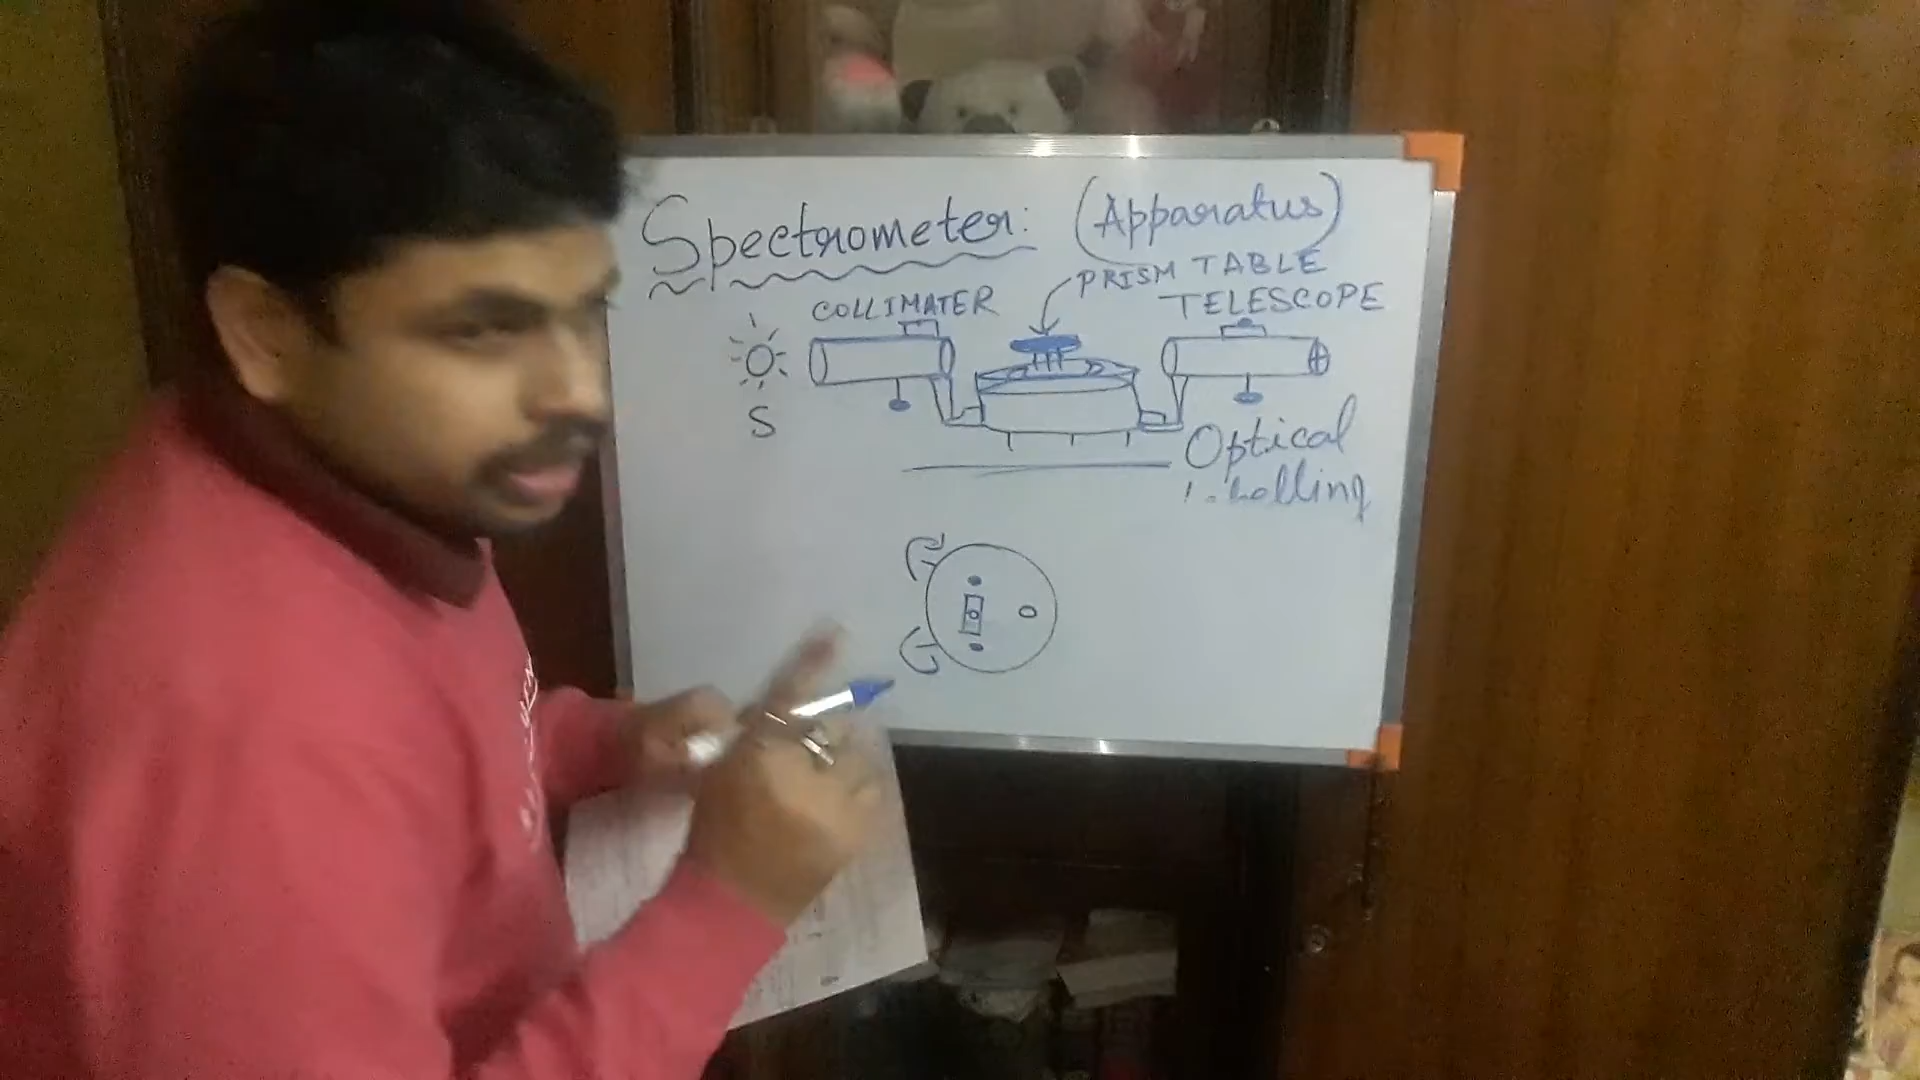 Spectrometer: (Apparatus)
PRISM TABLE
COLLIMATER
TELESCOPE
S
Optical